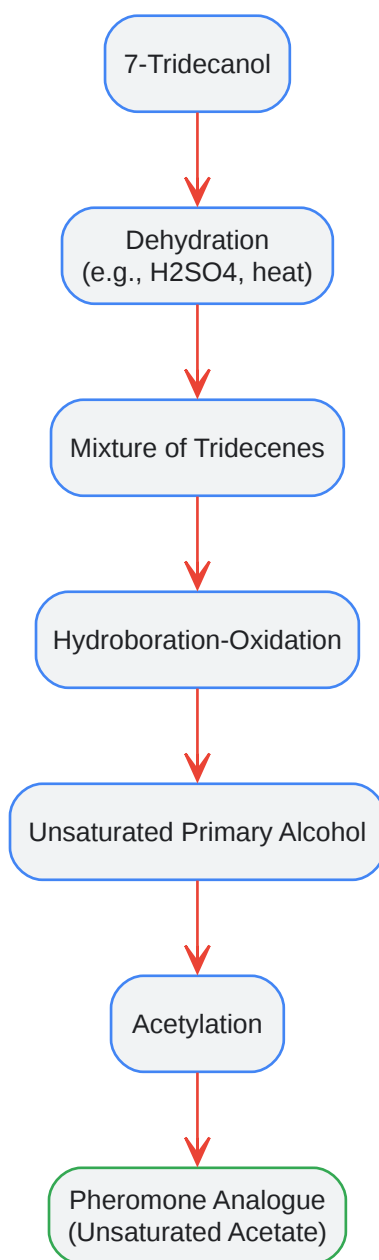 7-Tridecanol
Dehydration
(e.g., H2SO4, heat)
Mixture of Tridecenes
Hydroboration-Oxidation
Unsaturated Primary Alcohol
Acetylation
Pheromone Analogue
(Unsaturated Acetate)